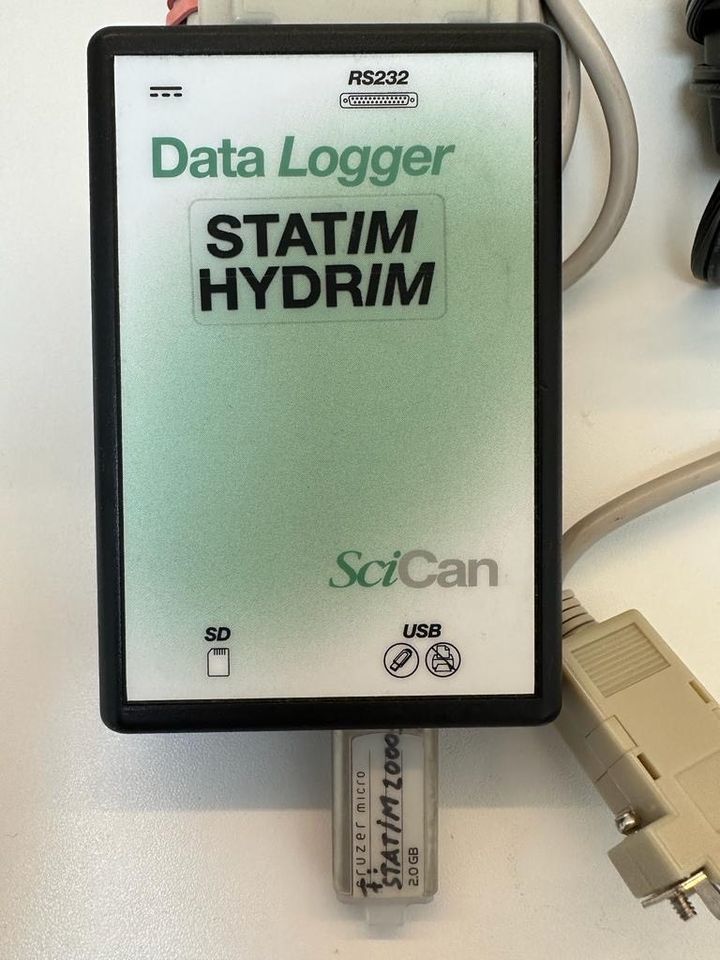 RS232
Data Logger
STATIM
HYDRIM
SciCan
SD
USB
cruzer micro
STATIM 2000
2.0 GB